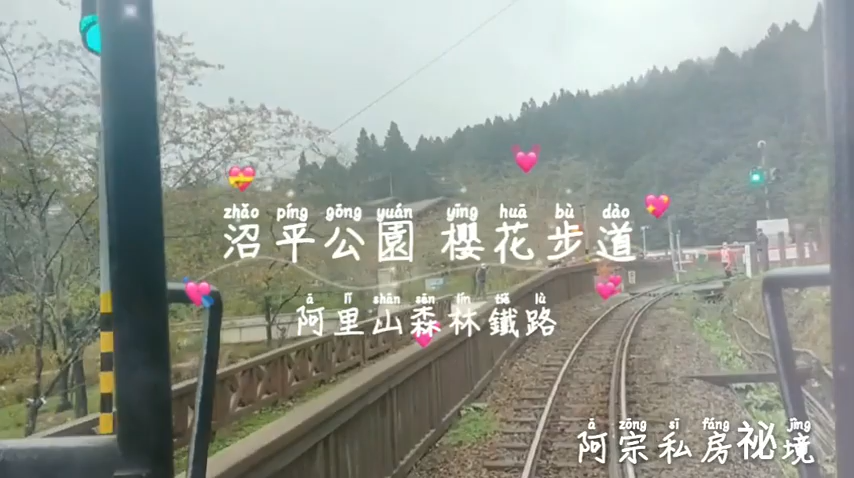 zhǎo píng gōng yuán yīng huā bù dào
沼平公園 櫻花步道
ā lǐ shān sēn lín tiě lù
阿里山森林鐵路
ā zōng sī fáng jìng
阿宗私房祕境